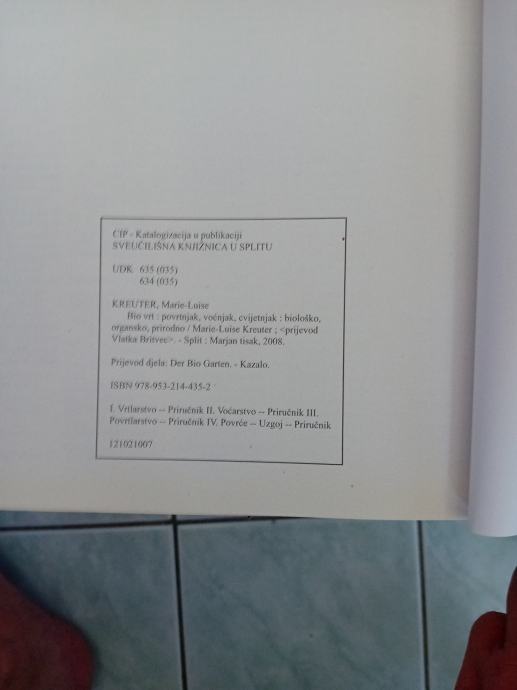 CIP - Katalogizacija u publikaciji
SVEUČILIŠNA KNJIŽNICA U SPLITU
UDK 635 (035)
634 (035)
KREUTER, Marie-Luise
Bio vrt : povrtnjak, voćnjak, cvijetnjak : biološko,
organsko, prirodno / Marie-Luise Kreuter ; <prijevod
Vlatka Britvec>. - Split : Marjan tisak, 2008.
Prijevod djela: Der Bio Garten. - Kazalo.
ISBN 978-953-214-435-2
I. Vrtlarstvo -- Priručnik II. Voćarstvo -- Priručnik III.
Povrtlarstvo -- Priručnik IV. Povrće -- Uzgoj -- Priručnik
121021007